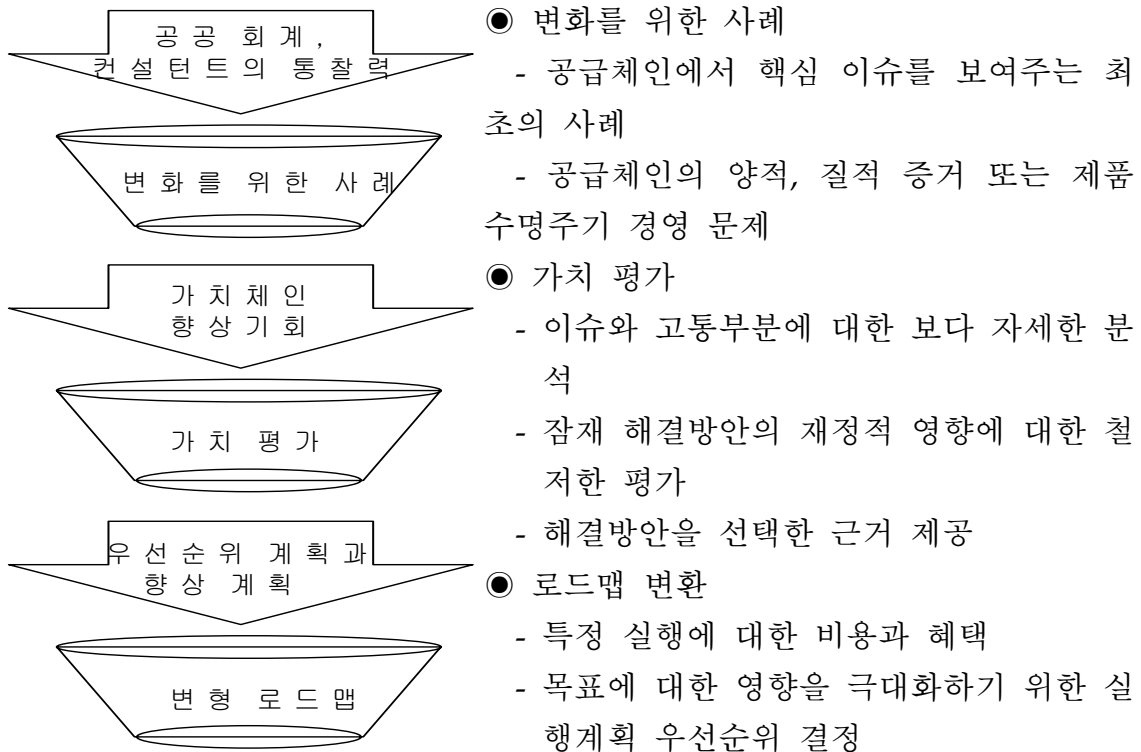 공공 회계,
컨설턴트의 통찰력
변화를 위한 사례
가치체인
향상기회
가치 평가
우선순위 계획과
향상 계획
변형 로드맵
◉ 변화를 위한 사례
- 공급체인에서 핵심 이슈를 보여주는 최
초의 사례
- 공급체인의 양적, 질적 증거 또는 제품
수명주기 경영 문제
◉ 가치 평가
- 이슈와 고통부분에 대한 보다 자세한 분
석
- 잠재 해결방안의 재정적 영향에 대한 철
저한 평가
- 해결방안을 선택한 근거 제공
◉ 로드맵 변환
- 특정 실행에 대한 비용과 혜택
- 목표에 대한 영향을 극대화하기 위한 실
행계획 우선순위 결정